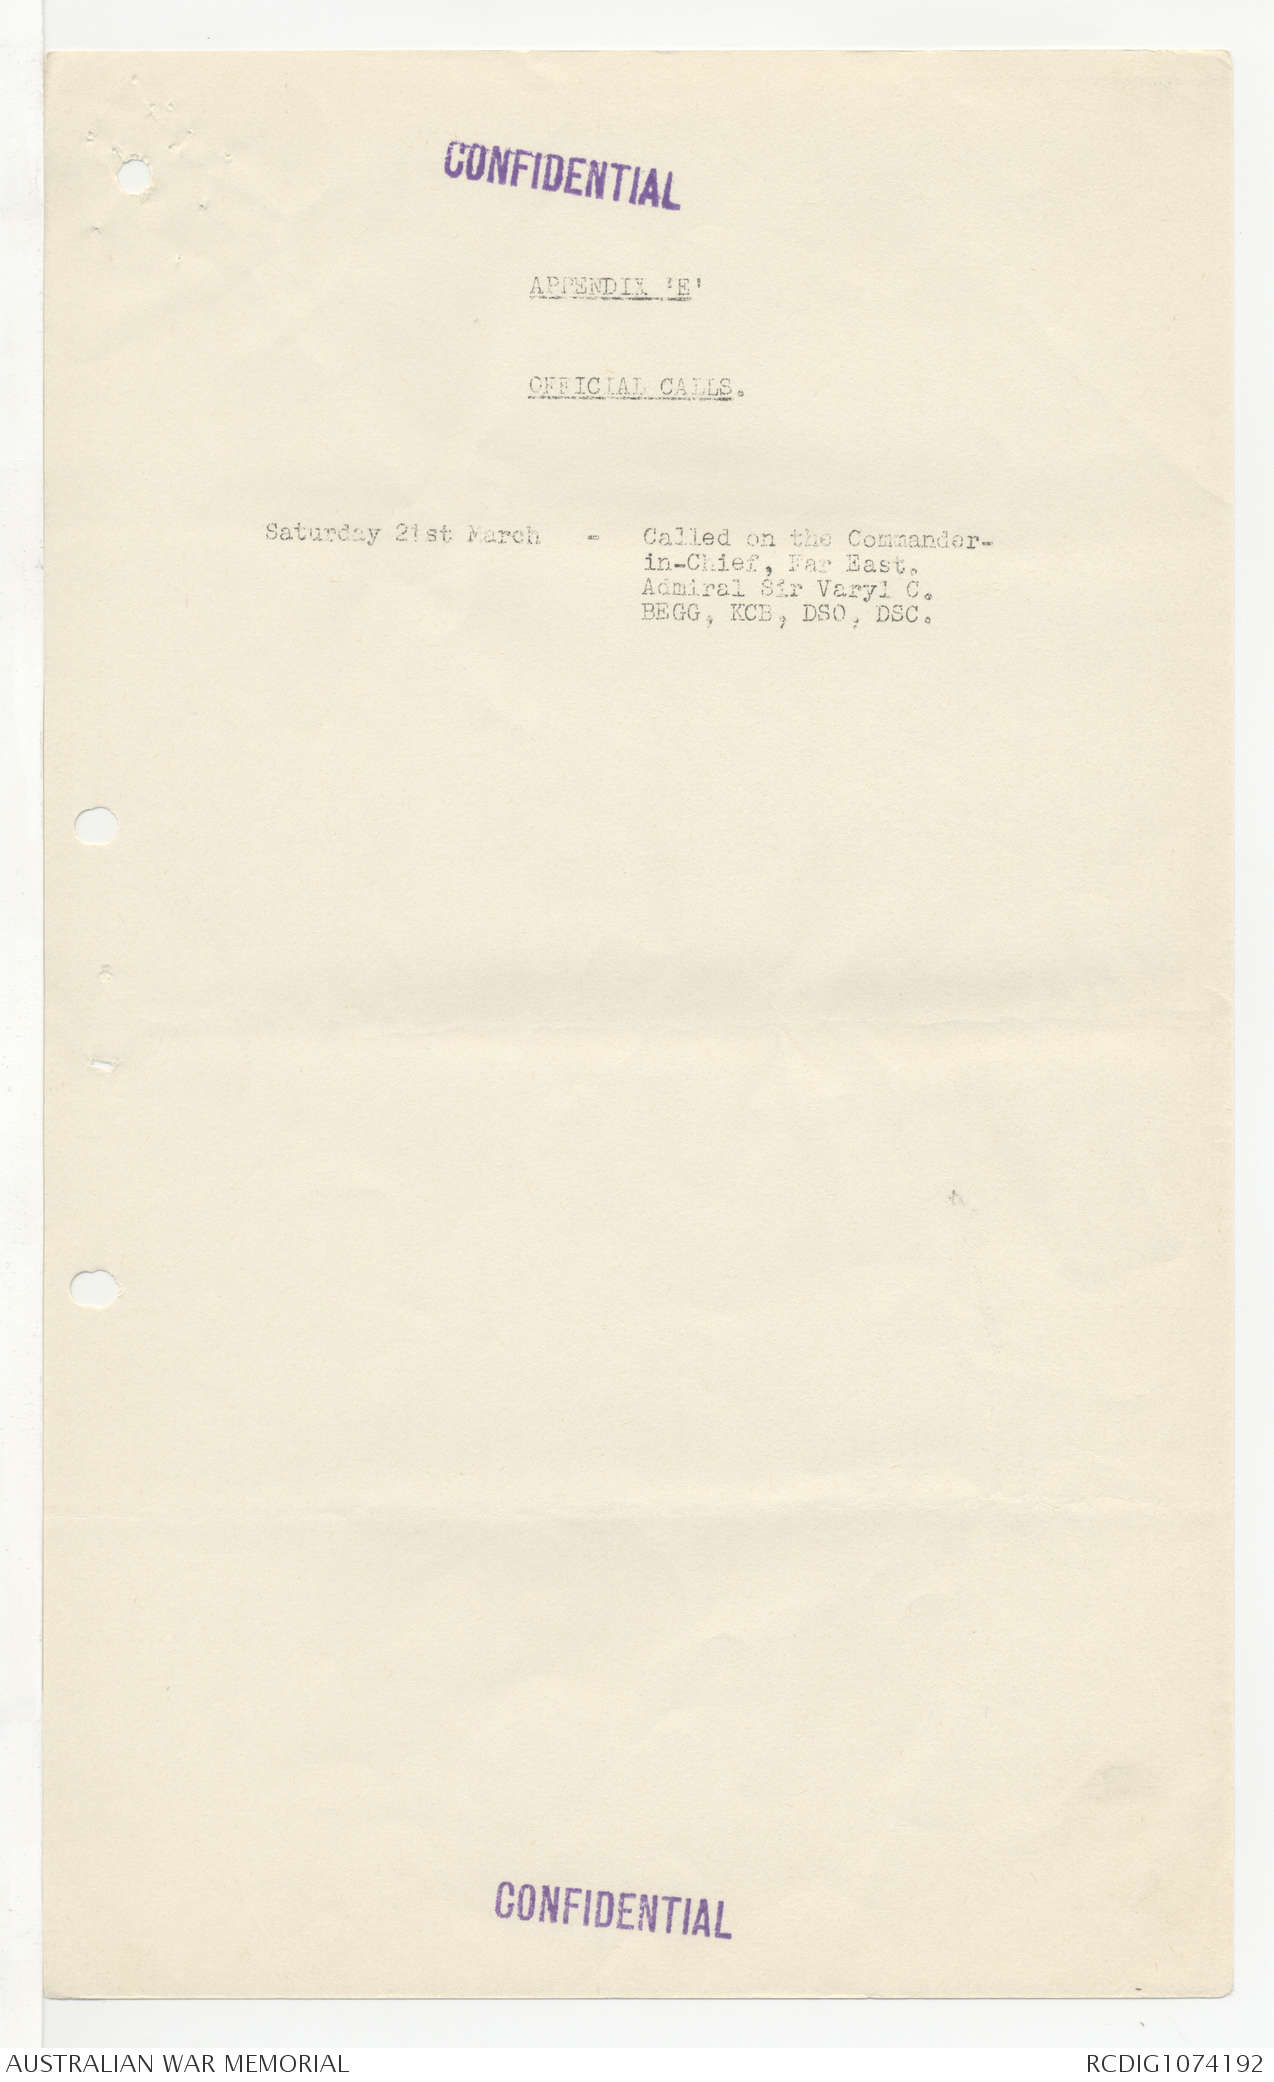 CONFIDENTIAL
APPENDIX 'E'
OFFICIAL CALLS.
Saturday 21st March - Called on the Commander-
in-Chief, Far East.
Admiral Sir Varyl C.
BEGG, KCB, DSO, DSC.
CONFIDENTIAL
AUSTRALIAN WAR MEMORIAL
RCDIG1074192